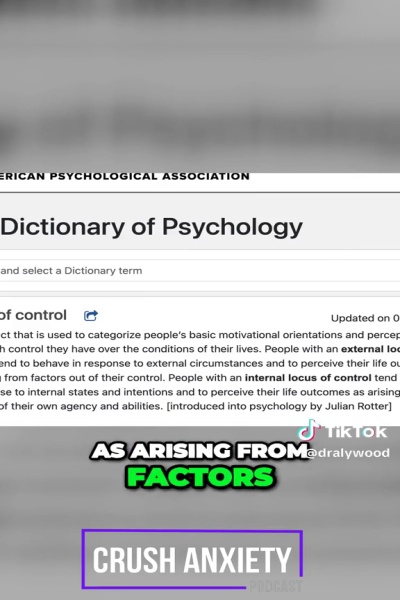 ERICAN PSYCHOLOGICAL ASSOCIATION
Dictionary of Psychology
and select a Dictionary term
of control
Updated on 0
ct that is used to categorize people's basic motivational orientations and percep
h control they have over the conditions of their lives. People with an external loc
end to behave in response to external circumstances and to perceive their life ou
g from factors out of their control. People with an internal locus of control tend
se to internal states and intentions and to perceive their life outcomes as arising
of their own agency and abilities. [introduced into psychology by Julian Rotter]
TikTok
@dralywood
AS ARISING FROM
FACTORS
CRUSH ANXIETY
PODCAST